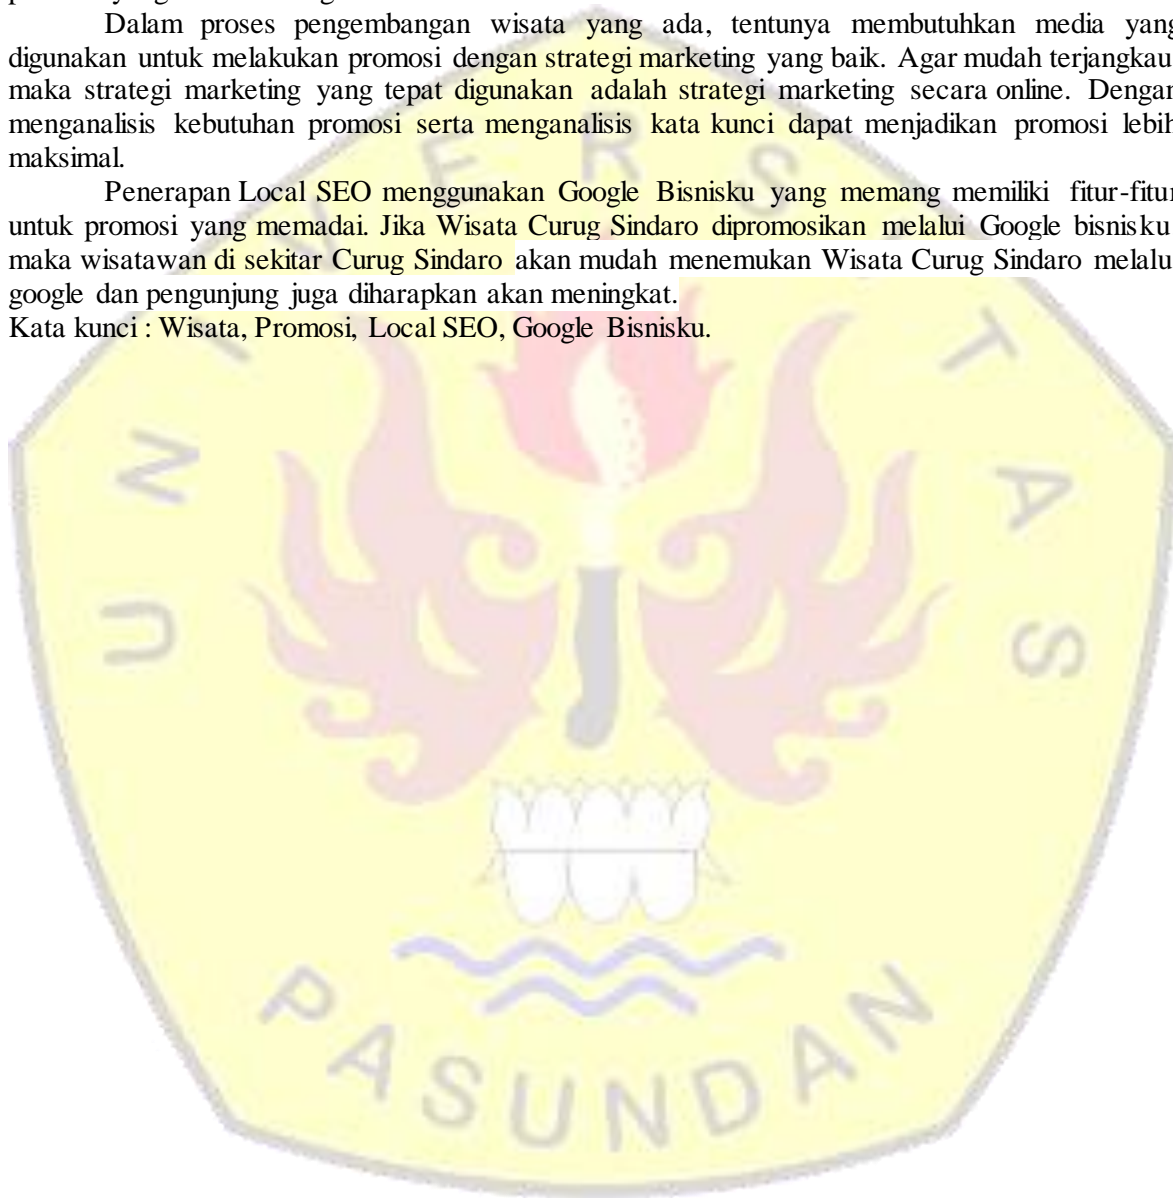 Dalam proses pengembangan wisata yang ada, tentunya membutuhkan media yang
digunakan untuk melakukan promosi dengan strategi marketing yang baik. Agar mudah terjangkau
maka strategi marketing yang tepat digunakan adalah strategi marketing secara online. Dengan
menganalisis kebutuhan promosi serta menganalisis kata kunci dapat menjadikan promosi lebih
maksimal.
Penerapan Local SEO menggunakan Google Bisnisku yang memang memiliki fitur-fitur
untuk promosi yang memadai. Jika Wisata Curug Sindaro dipromosikan melalui Google bisnisku
maka wisatawan di sekitar Curug Sindaro akan mudah menemukan Wisata Curug Sindaro melalu
google dan pengunjung juga diharapkan akan meningkat.
Kata kunci : Wisata, Promosi, Local SEO, Google Bisnisku.
UNIVERSITAS
PASUNDAN